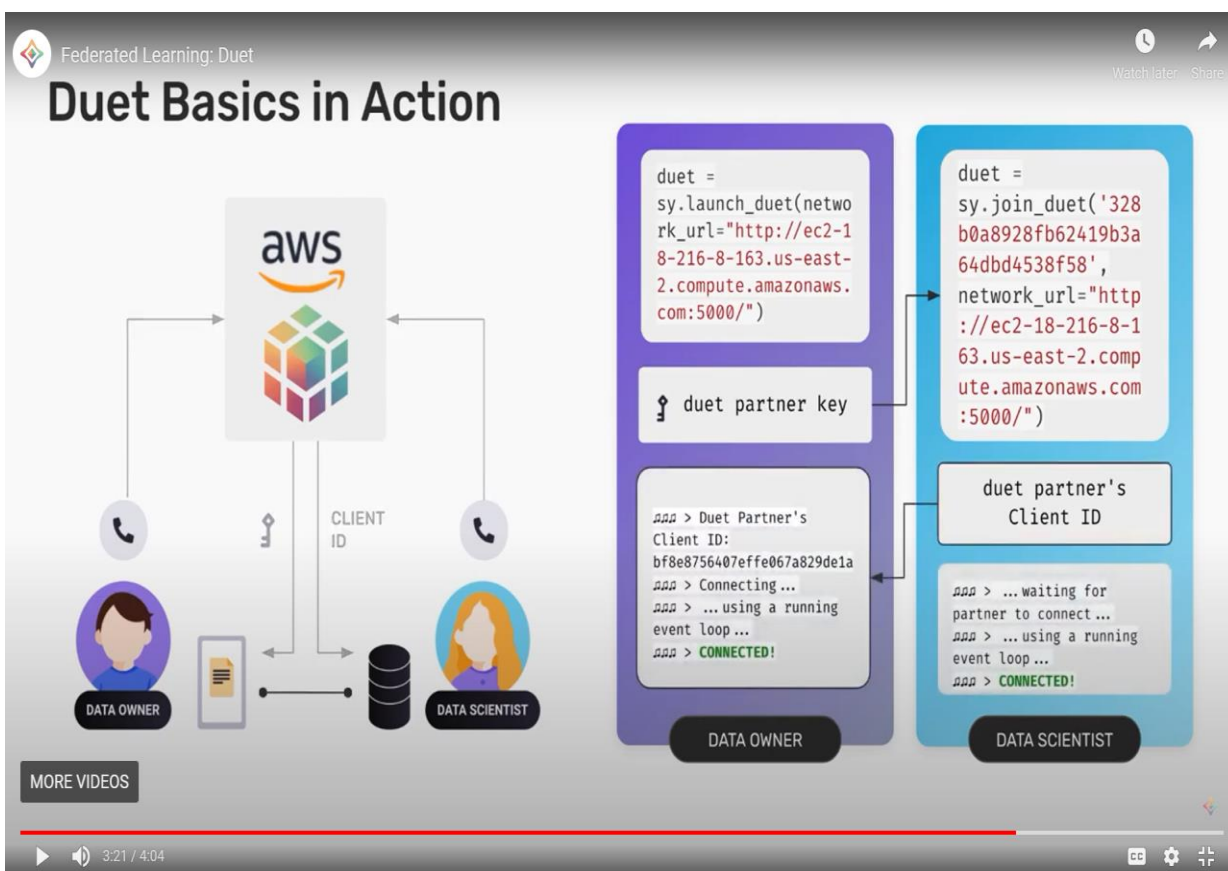 Federated Learning: Duet
Watch later
Share
Duet Basics in Action
aws
CLIENT
ID
DATA OWNER
DATA SCIENTIST
duet =
sy.launch_duet(netwo
rk_url="http://ec2-1
8-216-8-163.us-east-
2.compute.amazonaws.
com:5000/")
duet partner key
♫♫♫ > Duet Partner's
Client ID:
bf8e8756407effe067a829de1a
♫♫♫ > Connecting...
♫♫♫ > ...using a running
event loop...
♫♫♫ > CONNECTED!
DATA OWNER
duet =
sy.join_duet('328
b0a8928fb62419b3a
64dbd4538f58',
network_url="http
://ec2-18-216-8-1
63.us-east-2.comp
ute.amazonaws.com
:5000/")
duet partner's
Client ID
♫♫♫ > ...waiting for
partner to connect...
♫♫♫ > ...using a running
event loop...
♫♫♫ > CONNECTED!
DATA SCIENTIST
MORE VIDEOS
3:21 / 4:04
CC